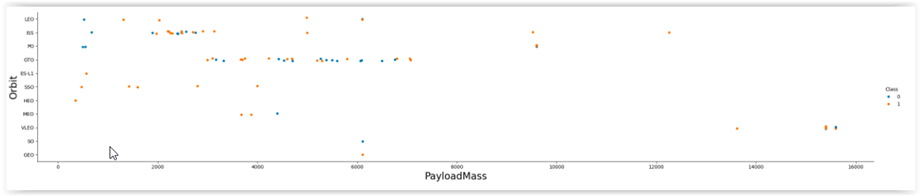 LEO
ISS
PO
GTO
ES-L1
SSO
HEO
MEO
VLEO
SO
GEO
Orbit
0
2000
4000
6000
8000
10000
12000
14000
16000
PayloadMass
Class
0
1